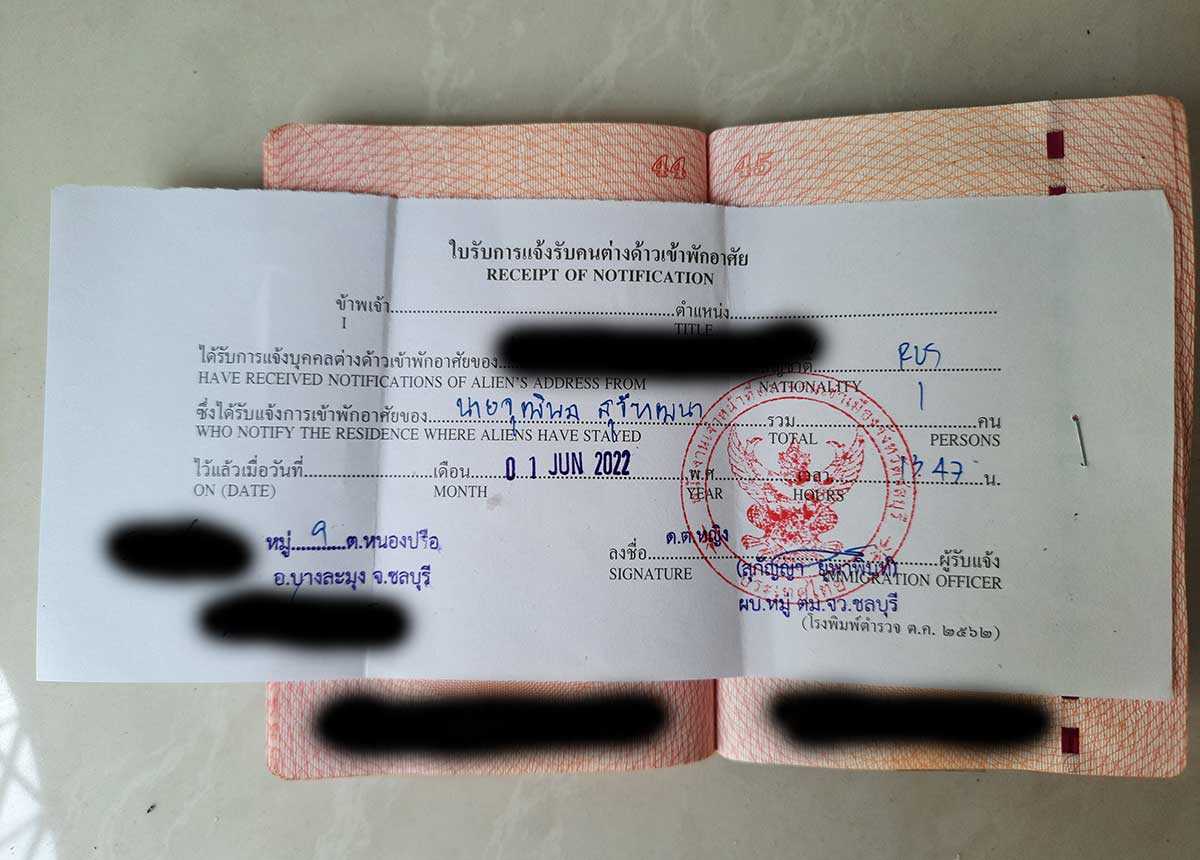 44 45
ใบรับการแจ้งรับคนต่างด้าวเข้าพักอาศัย
RECEIPT OF NOTIFICATION
ข้าพเจ้า ตำแหน่ง
I TITLE
ได้รับการแจ้งบุคคลต่างด้าวเข้าพักอาศัยของ RUS
HAVE RECEIVED NOTIFICATIONS OF ALIEN'S ADDRESS FROM NATIONALITY
ซึ่งได้รับแจ้งการเข้าพักอาศัยของ รวม 1 คน
WHO NOTIFY THE RESIDENCE WHERE ALIENS HAVE STAYED TOTAL PERSONS
ไว้แล้วเมื่อวันที่ เดือน 01 JUN 2022 พ.ศ. เวลา 47 น.
ON (DATE) MONTH YEAR HOURS
หมู่ 9 ต.หนองปรือ ด.ต.หญิง
อ.บางละมุง จ.ชลบุรี ลงชื่อ ผู้รับแจ้ง
SIGNATURE IMMIGRATION OFFICER
ผบ.หมู่ ตม.จว.ชลบุรี
(โรงพิมพ์ตำรวจ ต.ค. ๒๕๖๒)
ประเทศไทย